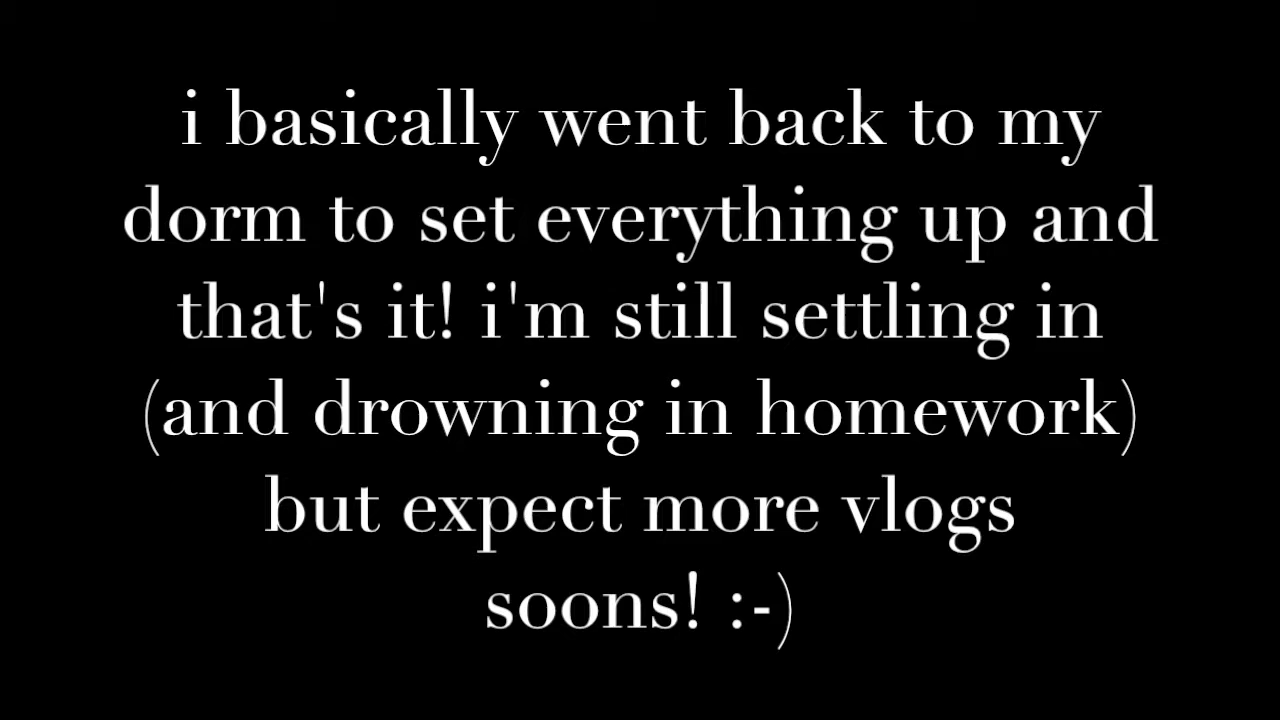 i basically went back to my
dorm to set everything up and
that's it! i'm still settling in
(and drowning in homework)
but expect more vlogs
soons! :-)